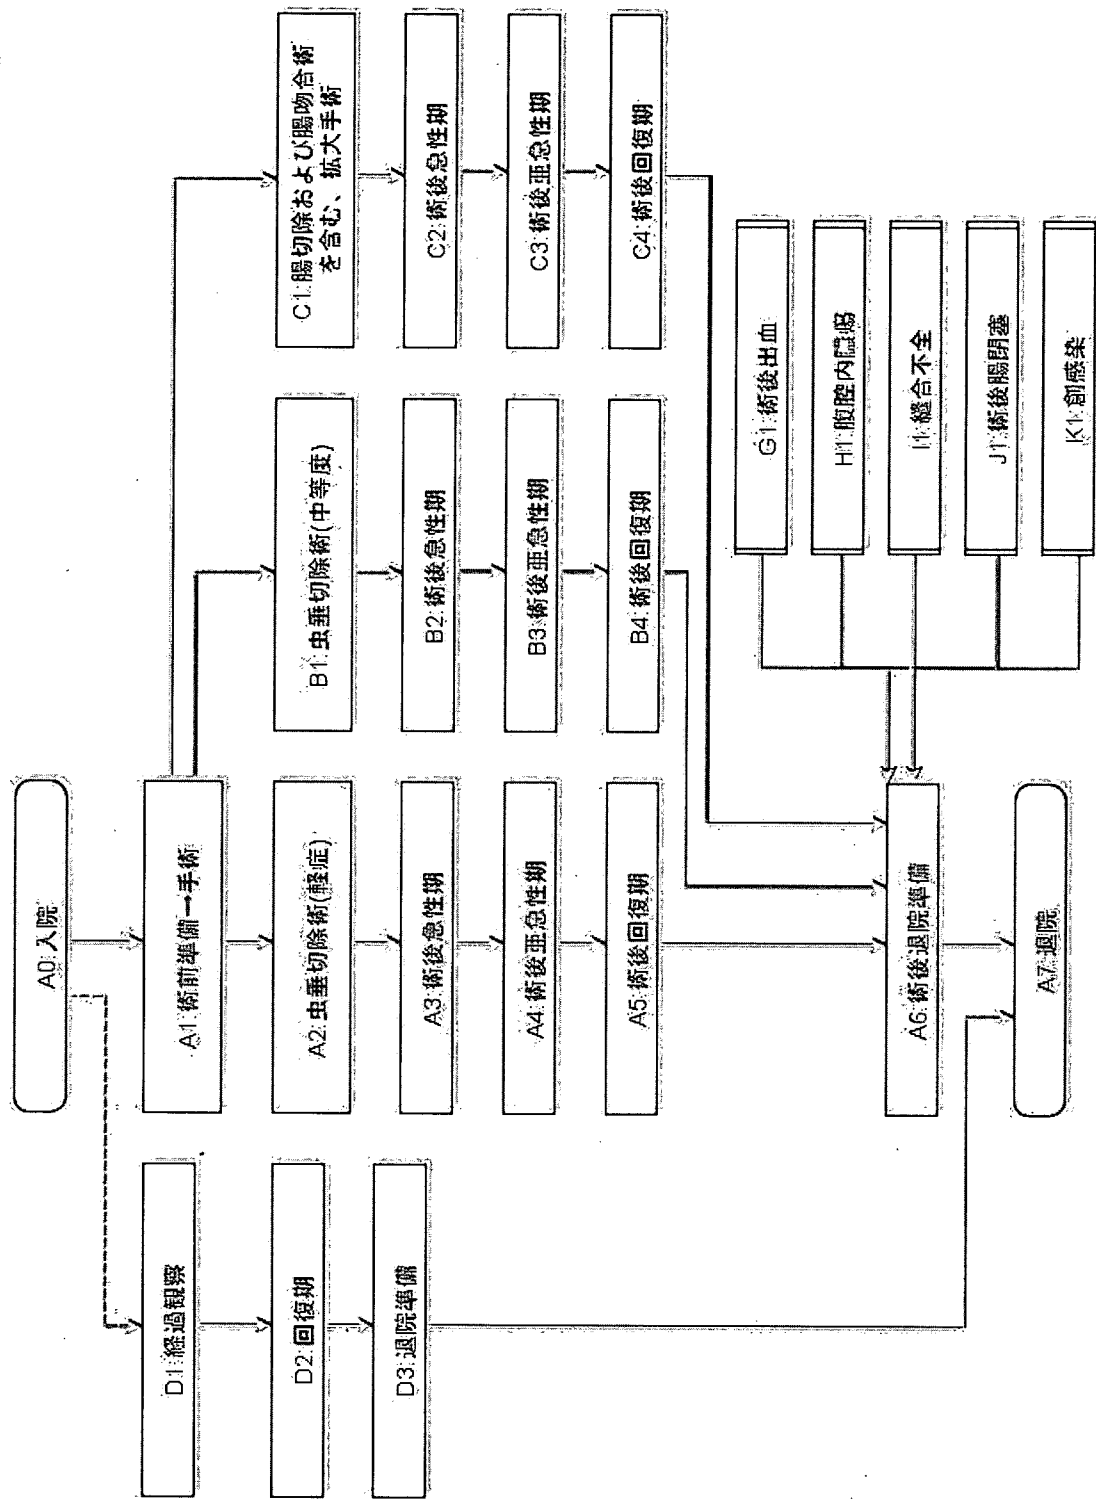 A0:入院
D1:経過観察
A1:術前準備→手術
D2:回復期
A2:虫垂切除術(軽症)
B1:虫垂切除術(中等度)
C1:腸切除および腸吻合術
を含む、拡大手術
D3:退院準備
A3:術後急性期
B2:術後急性期
C2:術後急性期
A4:術後亜急性期
B3:術後亜急性期
C3:術後亜急性期
A5:術後回復期
B4:術後回復期
C4:術後回復期
G1:術後出血
H1:腹腔内膿瘍
I1:縫合不全
J1:術後腸閉塞
K1:創感染
A6:術後退院準備
A7:退院